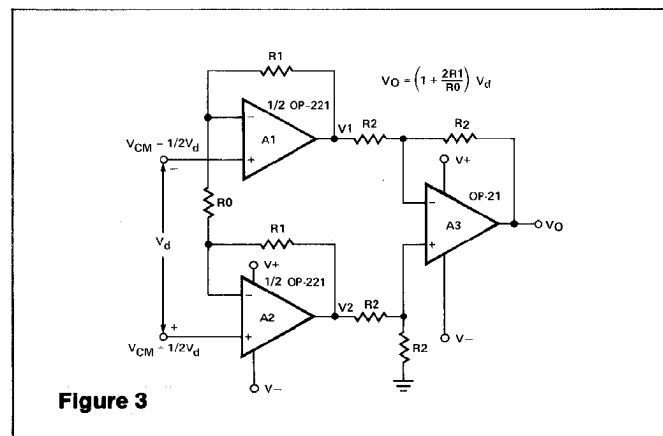 R1
V_O = (1 + 2R1/R0) V_d
1/2 OP-221
−
A1
+
V_CM − 1/2V_d
−
V1
R2
R2
V+
OP-21
−
A3
+
V_O
V−
R0
V_d
R1
V+
1/2 OP-221
−
A2
+
V2
R2
R2
+
V_CM − 1/2V_d
V−
Figure 3